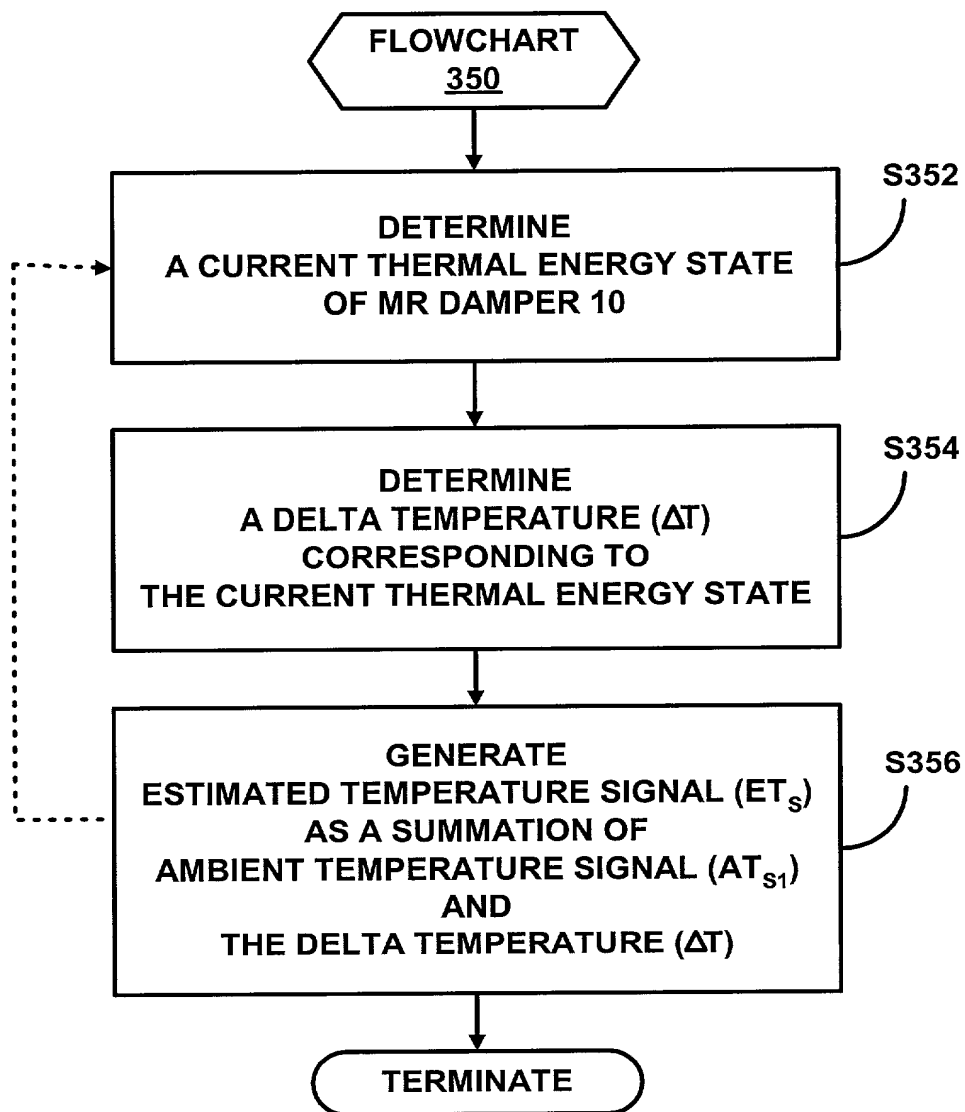 FLOWCHART
350
S352
DETERMINE
A CURRENT THERMAL ENERGY STATE
OF MR DAMPER 10
S354
DETERMINE
A DELTA TEMPERATURE (ΔT)
CORRESPONDING TO
THE CURRENT THERMAL ENERGY STATE
S356
GENERATE
ESTIMATED TEMPERATURE SIGNAL (ETS)
AS A SUMMATION OF
AMBIENT TEMPERATURE SIGNAL (ATS1)
AND
THE DELTA TEMPERATURE (ΔT)
TERMINATE